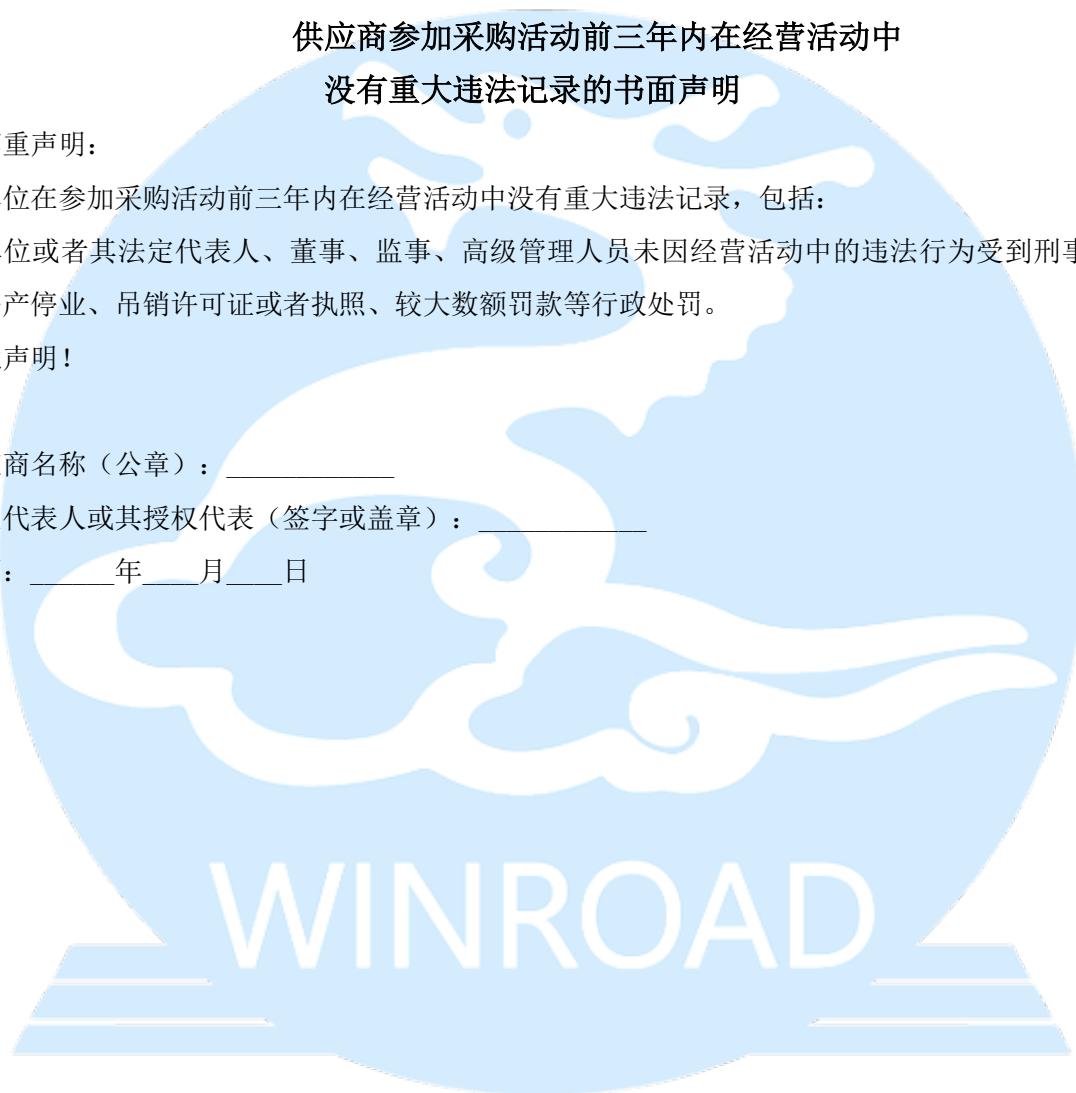 供应商参加采购活动前三年内在经营活动中
没有重大违法记录的书面声明
重声明：
位在参加采购活动前三年内在经营活动中没有重大违法记录，包括：
位或者其法定代表人、董事、监事、高级管理人员未因经营活动中的违法行为受到刑事
产停业、吊销许可证或者执照、较大数额罚款等行政处罚。
声明！
商名称（公章）：____________
代表人或其授权代表（签字或盖章）：____________
：______年____月____日
WINROAD